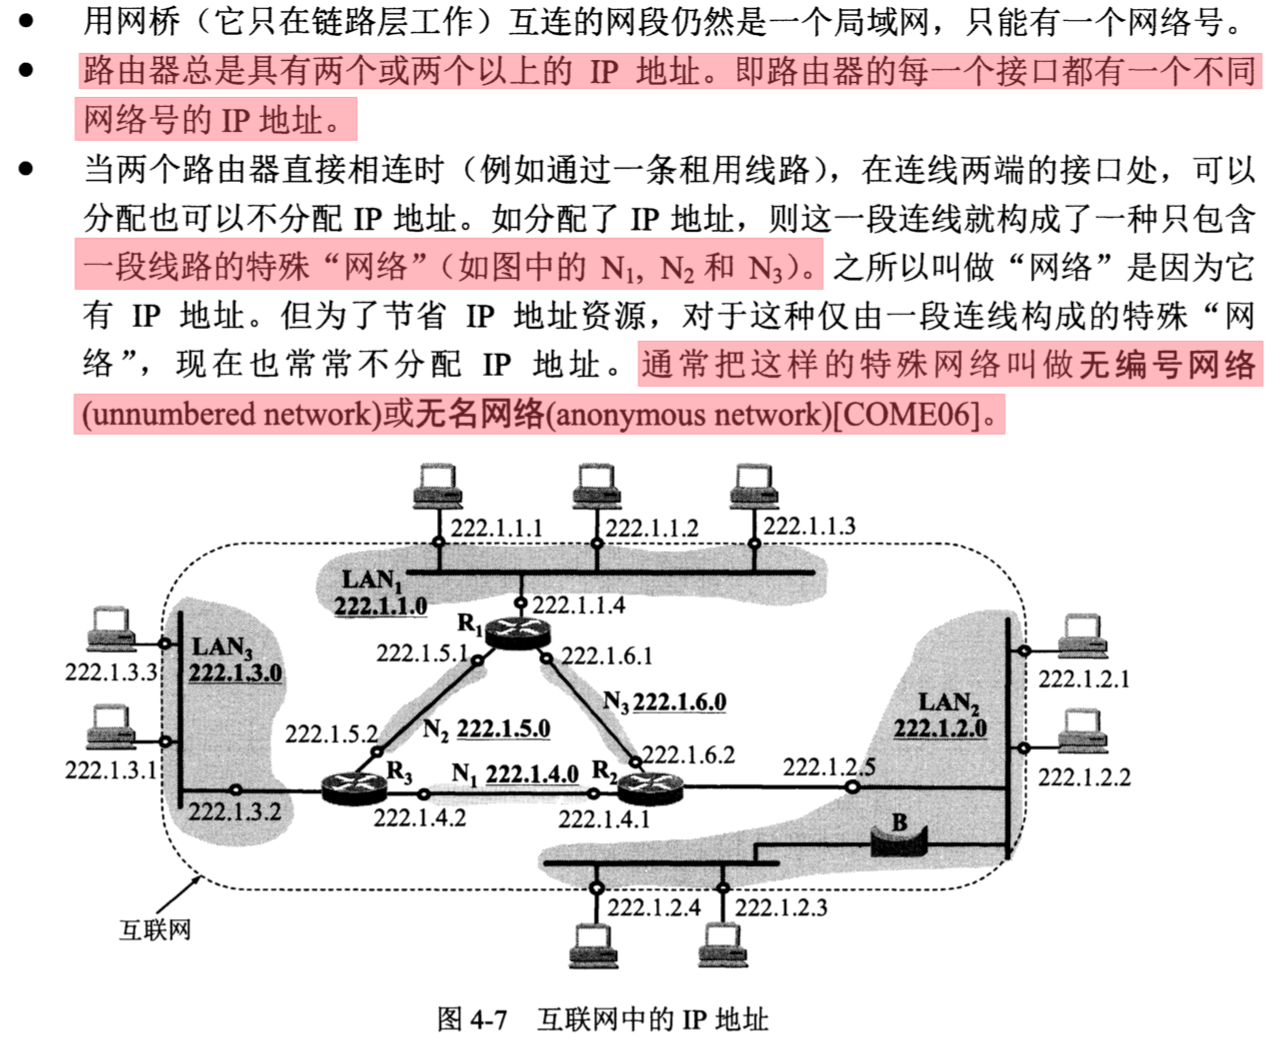 ● 用网桥（它只在链路层工作）互连的网段仍然是一个局域网，只能有一个网络号。
● 路由器总是具有两个或两个以上的 IP 地址。即路由器的每一个接口都有一个不同
网络号的 IP 地址。
● 当两个路由器直接相连时（例如通过一条租用线路），在连线两端的接口处，可以
分配也可以不分配 IP 地址。如分配了 IP 地址，则这一段连线就构成了一种只包含
一段线路的特殊“网络”（如图中的 N₁, N₂ 和 N₃）。之所以叫做“网络”是因为它
有 IP 地址。但为了节省 IP 地址资源，对于这种仅由一段连线构成的特殊“网
络”，现在也常常不分配 IP 地址。通常把这样的特殊网络叫做无编号网络
(unnumbered network)或无名网络(anonymous network)[COME06]。
222.1.1.1
222.1.1.2
222.1.1.3
LAN₁
222.1.1.0
222.1.1.4
R₁
LAN₃
222.1.3.0
222.1.3.3
222.1.5.1
222.1.6.1
222.1.2.1
N₃ 222.1.6.0
LAN₂
222.1.2.0
222.1.5.2
N₂ 222.1.5.0
222.1.6.2
222.1.3.1
R₃
N₁ 222.1.4.0
R₂
222.1.2.5
222.1.2.2
222.1.3.2
222.1.4.2
222.1.4.1
B
222.1.2.4
222.1.2.3
互联网
图 4-7 互联网中的 IP 地址